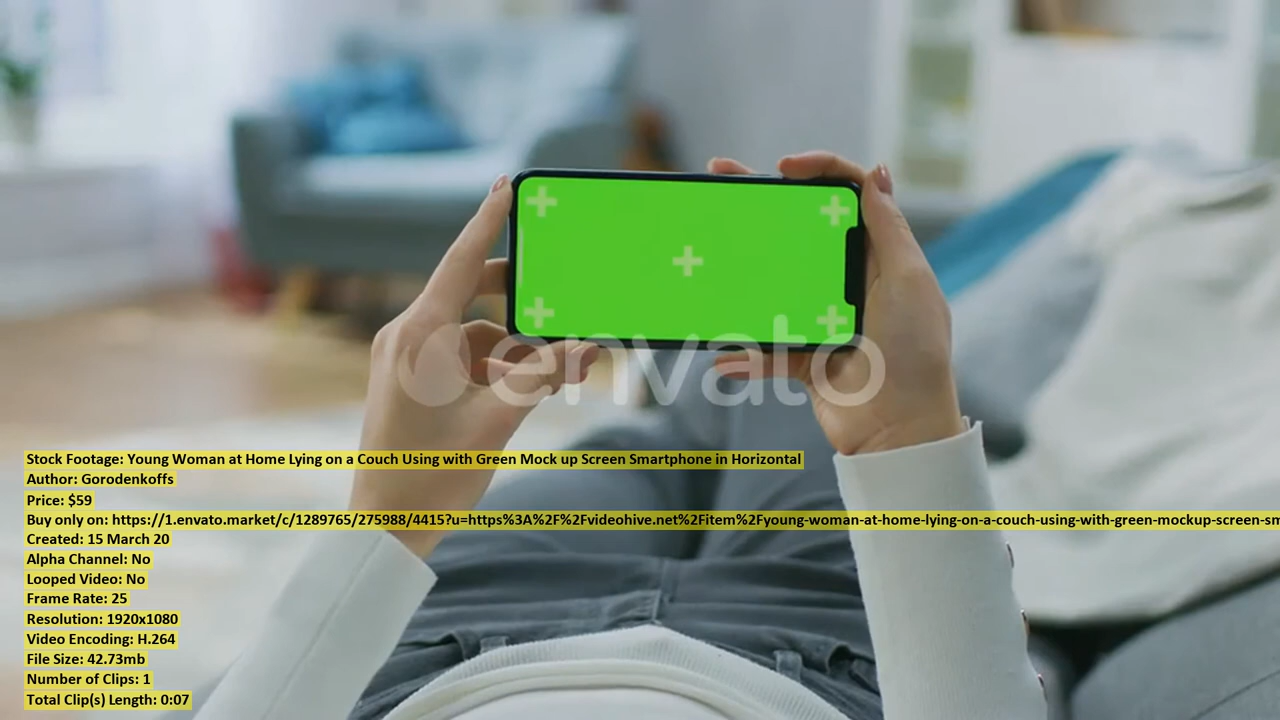 envato
Stock Footage: Young Woman at Home Lying on a Couch Using with Green Mock up Screen Smartphone in Horizontal
Author: Gorodenkoffs
Price: $59
Buy only on: https://1.envato.market/c/1289765/275988/4415?u=https%3A%2F%2Fvideohive.net%2Fitem%2Fyoung-woman-at-home-lying-on-a-couch-using-with-green-mockup-screen-sm
Created: 15 March 20
Alpha Channel: No
Looped Video: No
Frame Rate: 25
Resolution: 1920x1080
Video Encoding: H.264
File Size: 42.73mb
Number of Clips: 1
Total Clip(s) Length: 0:07